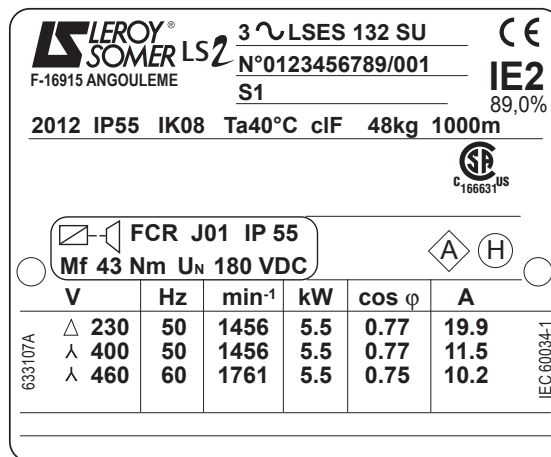 LS LEROY®
SOMER LS2
F-16915 ANGOULEME
3 ∿ LSES 132 SU
N°0123456789/001
S1
CE
IE2
89,0%
2012 IP55 IK08 Ta40°C clF 48kg 1000m
SA
C 166631 US
FCR J01 IP 55
Mf 43 Nm UN 180 VDC
A H
V Hz min-1 kW cos φ A
△ 230 50 1456 5.5 0.77 19.9
⅄ 400 50 1456 5.5 0.77 11.5
⅄ 460 60 1761 5.5 0.75 10.2
633107A
IEC 60034-1